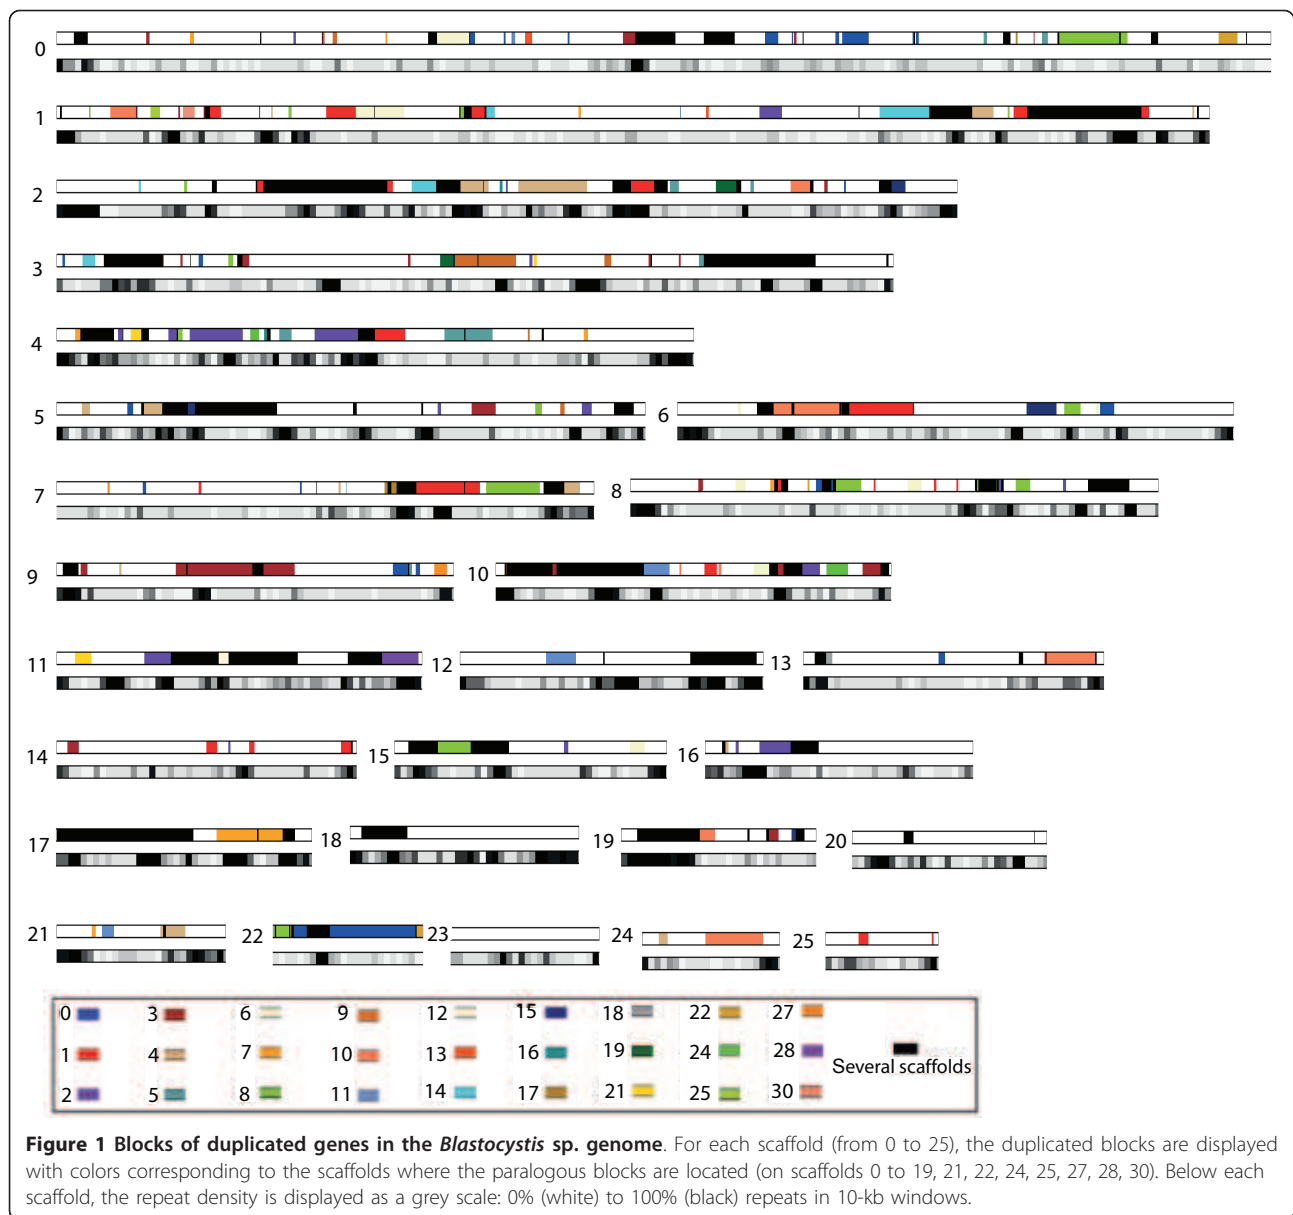 0
1
2
3
4
5 6
7 8
9 10
11 12 13
14 15 16
17 18 19 20
21 22 23 24 25
0 3 6 9 12 15 18 22 27
1 4 7 10 13 16 19 24 28
Several scaffolds
2 5 8 11 14 17 21 25 30
Figure 1 Blocks of duplicated genes in the Blastocystis sp. genome. For each scaffold (from 0 to 25), the duplicated blocks are displayed
with colors corresponding to the scaffolds where the paralogous blocks are located (on scaffolds 0 to 19, 21, 22, 24, 25, 27, 28, 30). Below each
scaffold, the repeat density is displayed as a grey scale: 0% (white) to 100% (black) repeats in 10-kb windows.